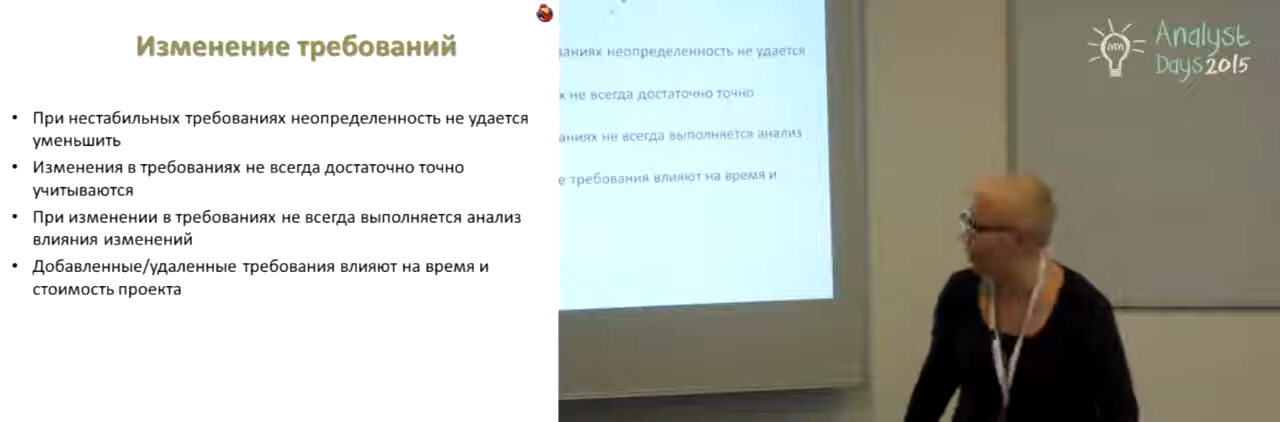 Изменение требований
• При нестабильных требованиях неопределенность не удается
уменьшить
• Изменения в требованиях не всегда достаточно точно
учитываются
• При изменении в требованиях не всегда выполняется анализ
влияния изменений
• Добавленные/удаленные требования влияют на время и
стоимость проекта
неопределенность не удается
не всегда достаточно точно
не всегда выполняется анализ
требования влияют на время и
Analyst
Days 2015